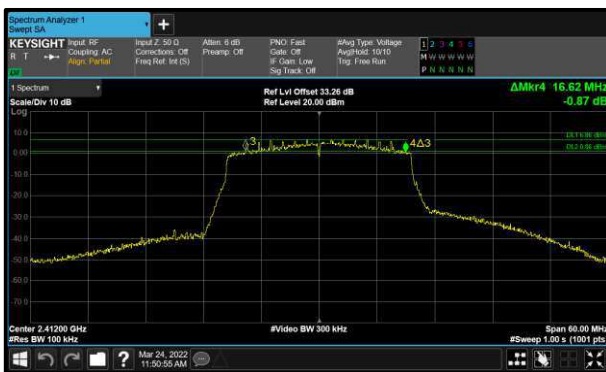 Spectrum Analyzer 1
Swept SA
KEYSIGHT Input: RF Input Z: 50 Ω Atten: 6 dB PNO: Fast #Avg Type: Voltage 1 2 3 4 5 6
R T Coupling: AC Corrections: Off Preamp: Off Gate: Off Avg|Hold: 10/10 M W W W W W
Align: Partial Freq Ref: Int (S) IF Gain: Low Trig: Free Run
Sig Track: Off P N N N N N
1 Spectrum Ref Lvl Offset 33.26 dB ΔMkr4 16.62 MHz
Scale/Div 10 dB Ref Level 20.00 dBm -0.87 dB
Log
10.0
0.00
-10.0
-20.0
-30.0
-40.0
-50.0
-60.0
-70.0
3
4Δ3
Center 2.41200 GHz #Video BW 300 kHz Span 60.00 MHz
#Res BW 100 kHz #Sweep 1.00 s (1001 pts
Mar 24, 2022
11:50:55 AM